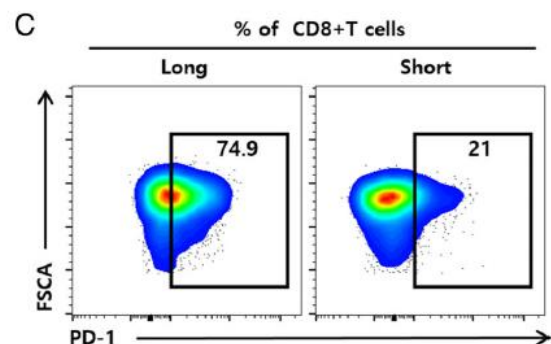 C
% of CD8+T cells
Long Short
74.9 21
FSCA
PD-1